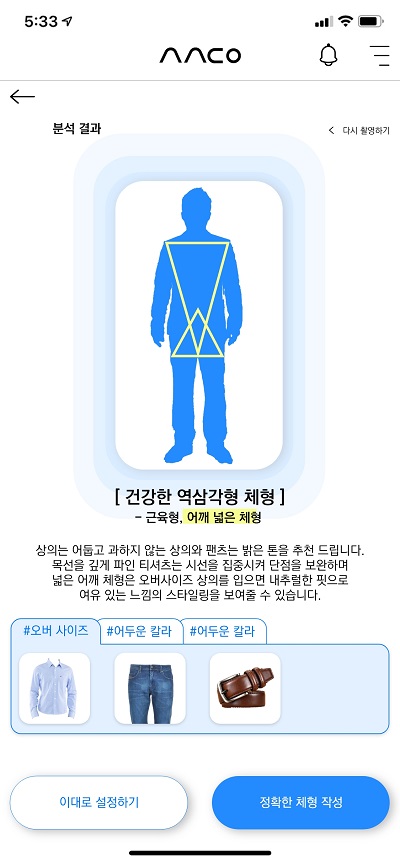 5:33
AACO
분석 결과
다시 촬영하기
[ 건강한 역삼각형 체형 ]
- 근육형, 어깨 넓은 체형
상의는 어둡고 과하지 않는 상의와 팬츠는 밝은 톤을 추천 드립니다.
목선을 깊게 파인 티셔츠는 시선을 집중시켜 단점을 보완하며
넓은 어깨 체형은 오버사이즈 상의를 입으면 내추럴한 핏으로
여유 있는 느낌의 스타일링을 보여줄 수 있습니다.
#오버 사이즈 #어두운 칼라 #어두운 칼라
이대로 설정하기 정확한 체형 작성